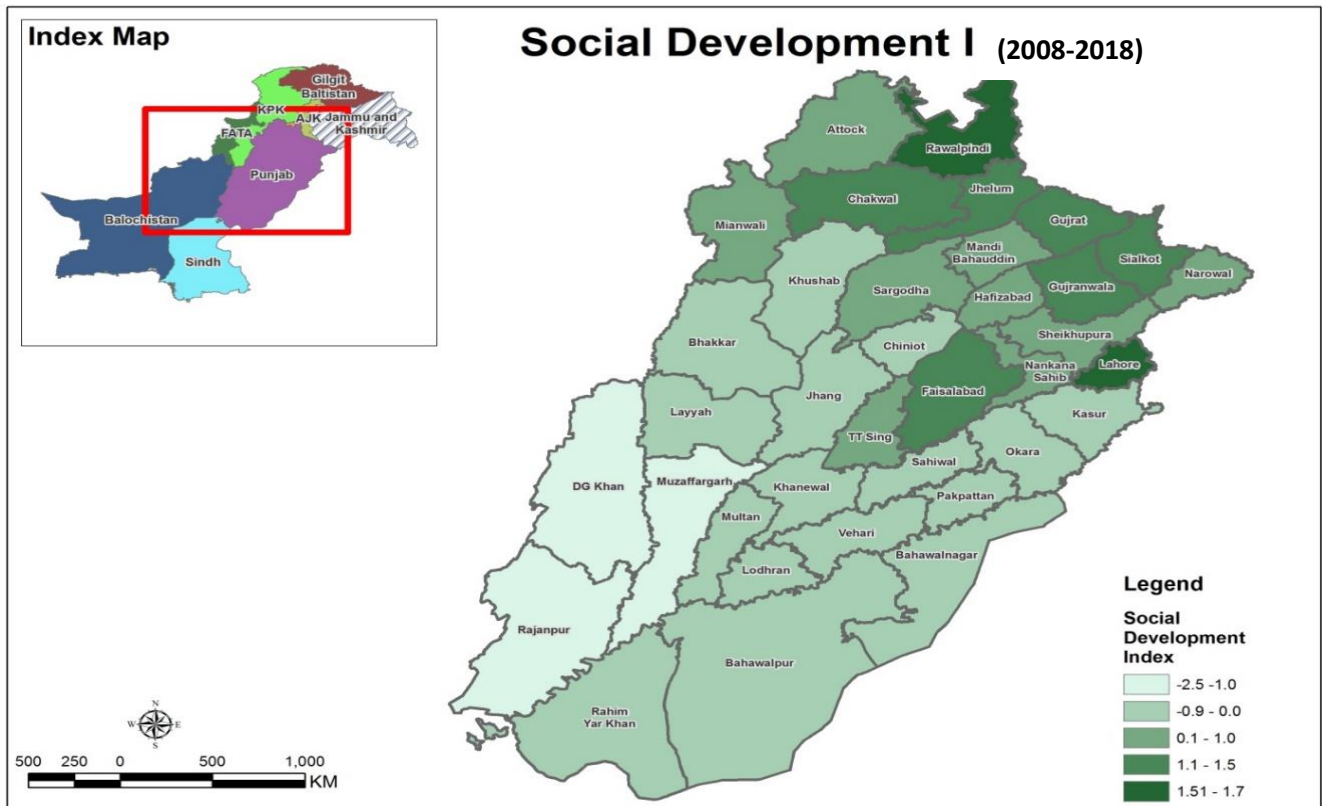 Index Map
Gilgit
Baltistan
KPK
AJK
Jammu and
Kashmir
FATA
Punjab
Balochistan
Sindh
Social Development I (2008-2018)
Attock
Rawalpindi
Chakwal
Jhelum
Gujrat
Mianwali
Mandi
Bahauddin
Sialkot
Narowal
Khushab
Sargodha
Hafizabad
Gujranwala
Sheikhupura
Bhakkar
Chiniot
Nankana
Sahib
Lahore
Faisalabad
Jhang
Layyah
Kasur
TT Sing
Okara
Sahiwal
DG Khan
Muzaffargarh
Khanewal
Pakpattan
Multan
Vehari
Bahawalnagar
Lodhran
Rajanpur
Bahawalpur
Rahim
Yar Khan
Legend
Social
Development
Index
-2.5 -1.0
-0.9 - 0.0
0.1 - 1.0
1.1 - 1.5
1.51 - 1.7
N
W E
S
500 250 0 500 1,000
KM